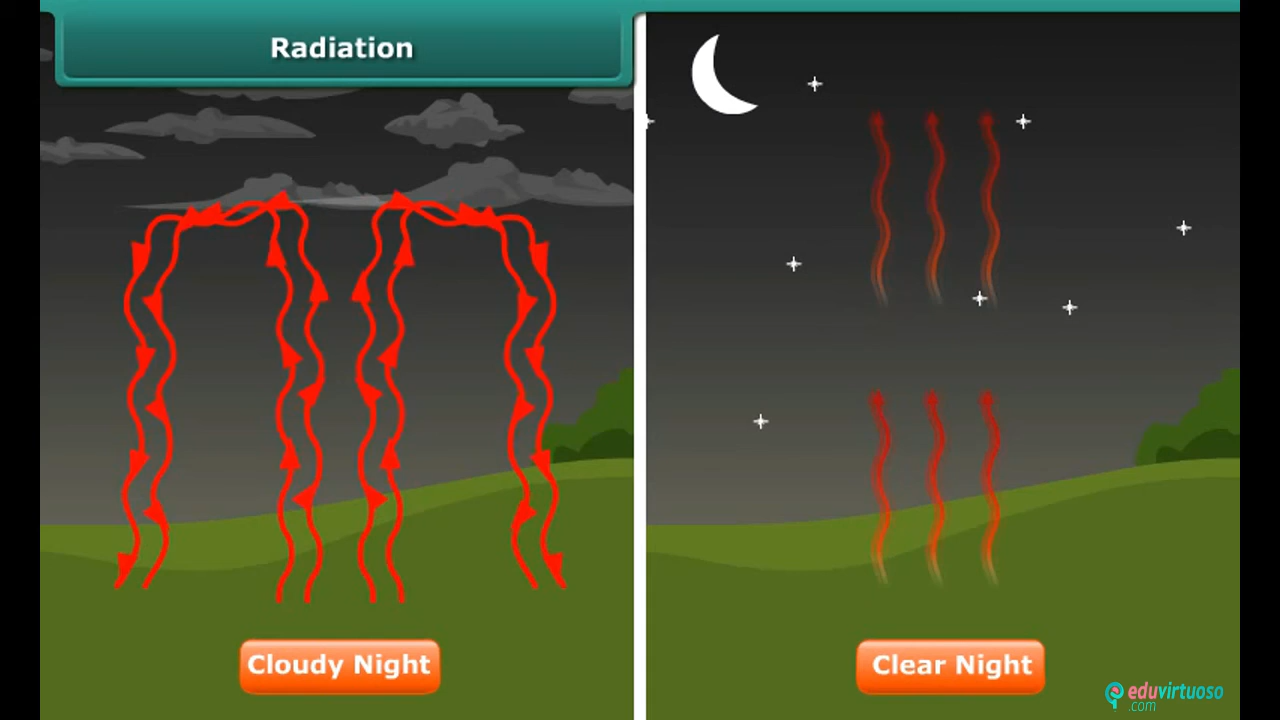 Radiation
Cloudy Night
Clear Night
eduvirtuoso
.com